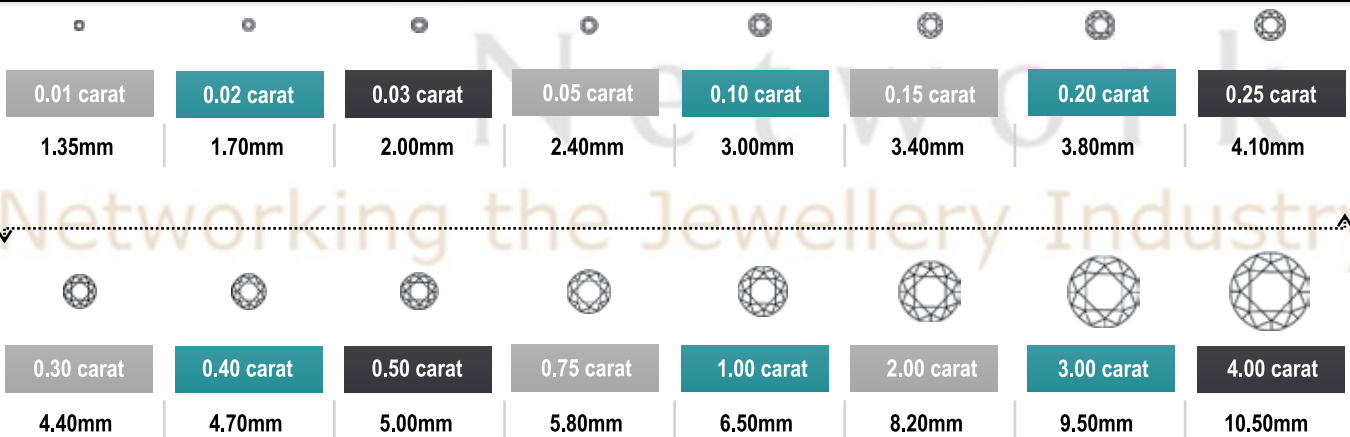 Network
0.01 carat 0.02 carat 0.03 carat 0.05 carat 0.10 carat 0.15 carat 0.20 carat 0.25 carat
1.35mm 1.70mm 2.00mm 2.40mm 3.00mm 3.40mm 3.80mm 4.10mm
Networking the Jewellery Industry
0.30 carat 0.40 carat 0.50 carat 0.75 carat 1.00 carat 2.00 carat 3.00 carat 4.00 carat
4.40mm 4.70mm 5.00mm 5.80mm 6.50mm 8.20mm 9.50mm 10.50mm